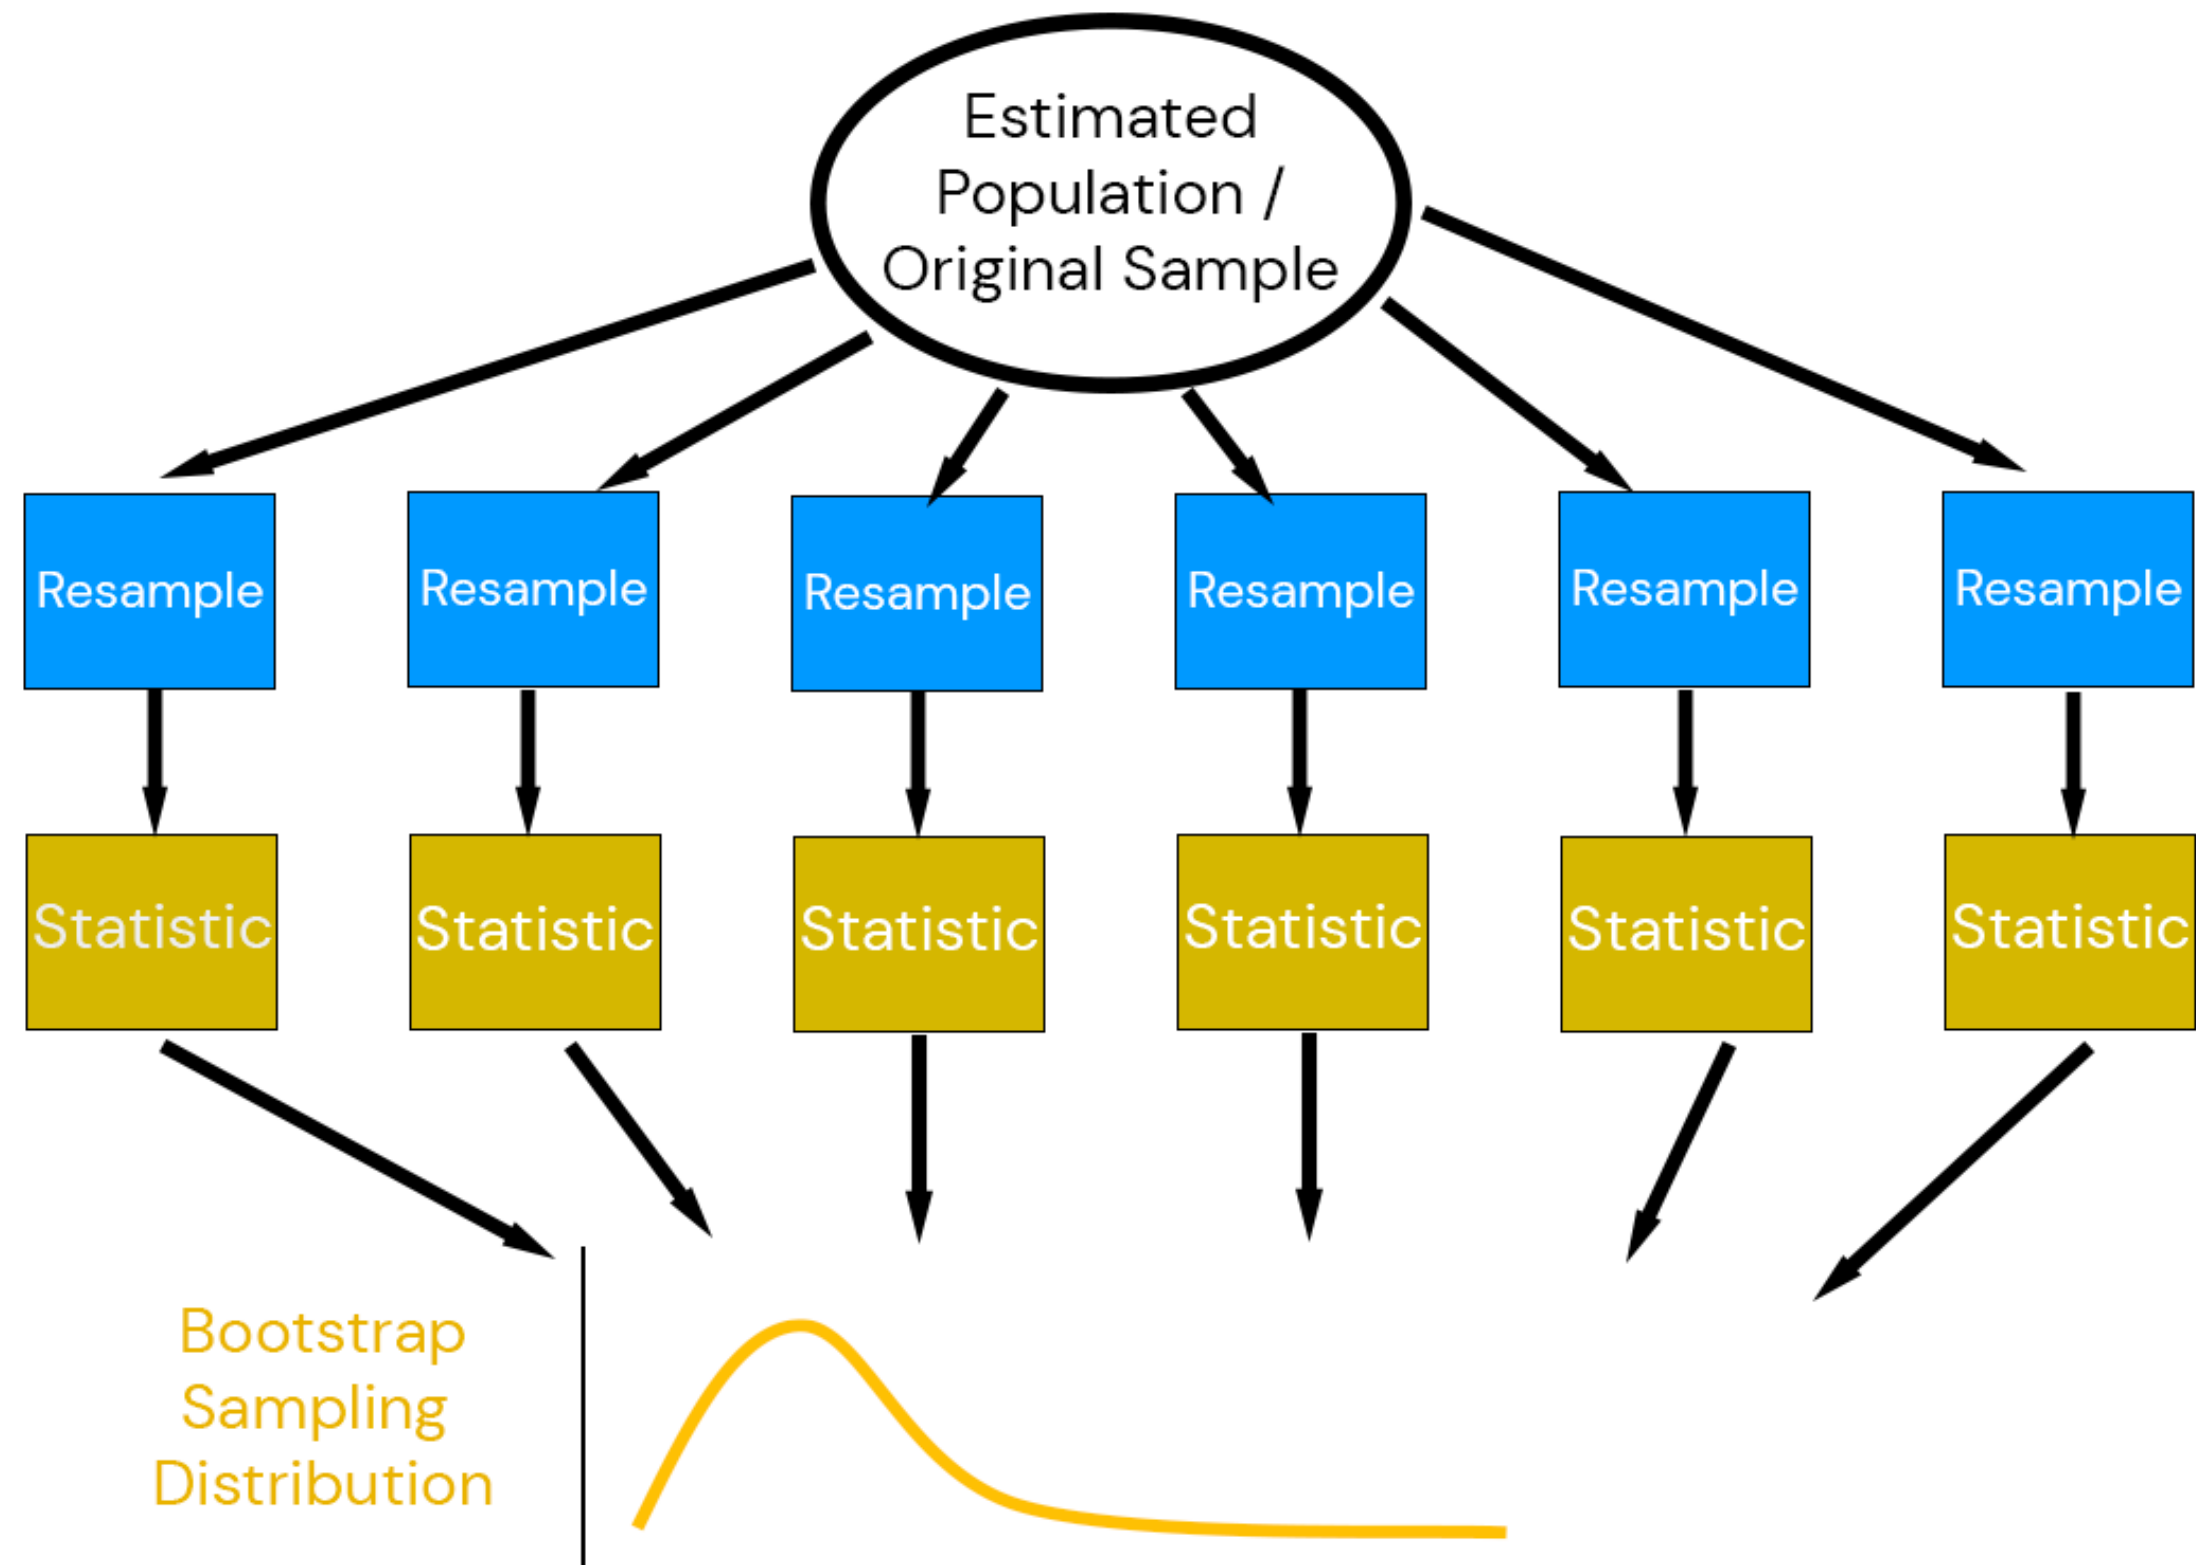 Estimated
Population /
Original Sample
Resample
Resample
Resample
Resample
Resample
Resample
Statistic
Statistic
Statistic
Statistic
Statistic
Statistic
Bootstrap
Sampling
Distribution